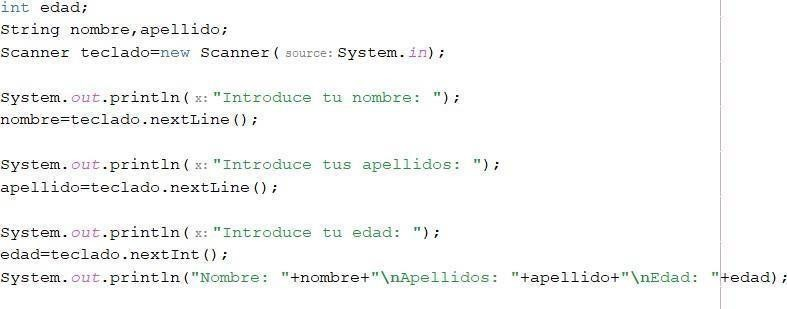 int edad;
String nombre,apellido;
Scanner teclado=new Scanner( source: System.in);
System.out.println( x: "Introduce tu nombre: ");
nombre=teclado.nextLine();
System.out.println( x: "Introduce tus apellidos: ");
apellido=teclado.nextLine();
System.out.println( x: "Introduce tu edad: ");
edad=teclado.nextInt();
System.out.println("Nombre: "+nombre+"\nApellidos: "+apellido+"\nEdad: "+edad);